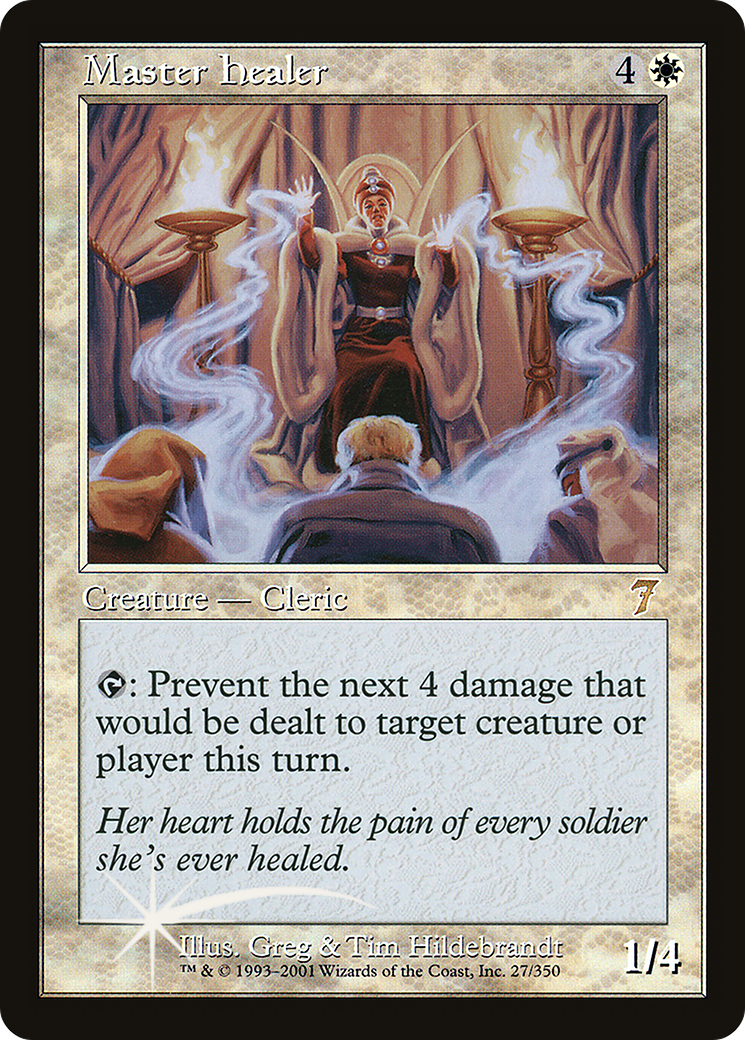 Master Healer 4
Creature — Cleric 7
: Prevent the next 4 damage that
would be dealt to target creature or
player this turn.
Her heart holds the pain of every soldier
she's ever healed.
Illus. Greg & Tim Hildebrandt
™ & © 1993–2001 Wizards of the Coast, Inc. 27/350
1/4